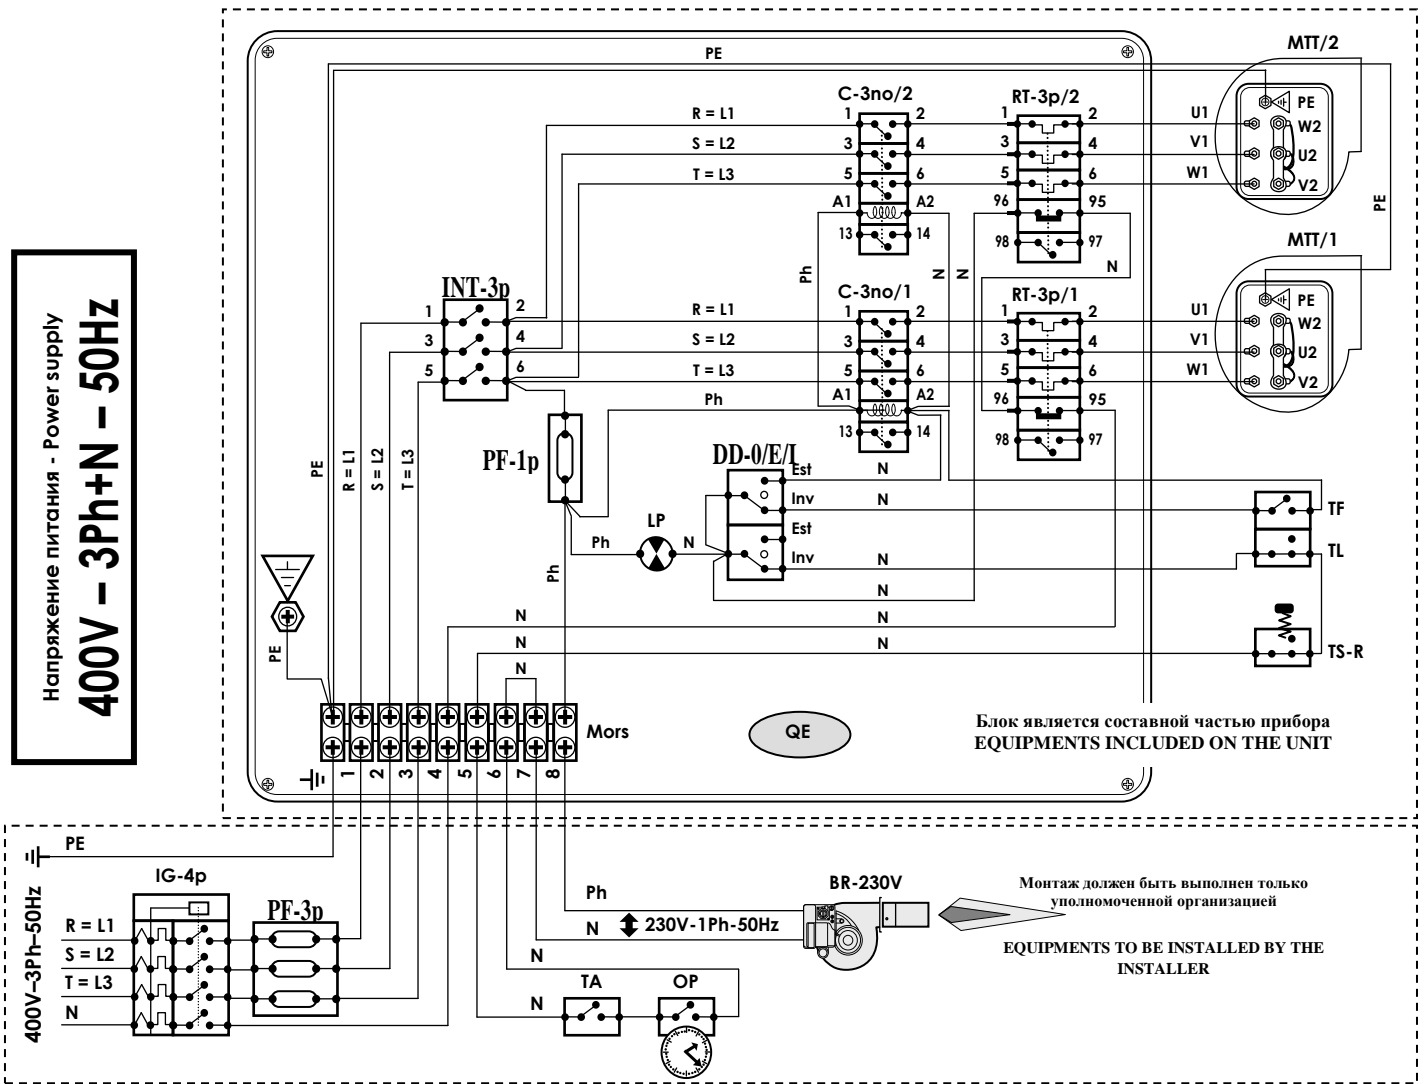 Напряжение питания - Power supply
400V – 3Ph+N – 50Hz
PE
MTT/2
C-3no/2
RT-3p/2
R = L1
1
2
1
2
U1
PE
W2
S = L2
3
4
3
4
V1
U2
T = L3
5
6
5
6
W1
V2
A1
A2
96
95
13
14
98
97
PE
Ph
N
N
N
MTT/1
INT-3p
C-3no/1
RT-3p/1
1
2
R = L1
1
2
1
2
U1
PE
W2
3
4
S = L2
3
4
3
4
V1
U2
5
6
T = L3
5
6
5
6
W1
V2
Ph
A1
A2
96
95
13
14
98
97
PE
R = L1
S = L2
T = L3
PF-1p
DD-0/E/I
Est
N
Inv
N
TF
LP
Ph
N
Est
Inv
N
TL
Ph
N
N
N
PE
N
N
TS-R
N
Mors
QE
Блок является составной частью прибора
EQUIPMENTS INCLUDED ON THE UNIT
1
2
3
4
5
6
7
8
PE
400V–3Ph–50Hz
IG-4p
PF-3p
R = L1
S = L2
T = L3
N
Ph
N
230V-1Ph-50Hz
BR-230V
N
N
TA
OP
Монтаж должен быть выполнен только
уполномоченной организацией
EQUIPMENTS TO BE INSTALLED BY THE
INSTALLER